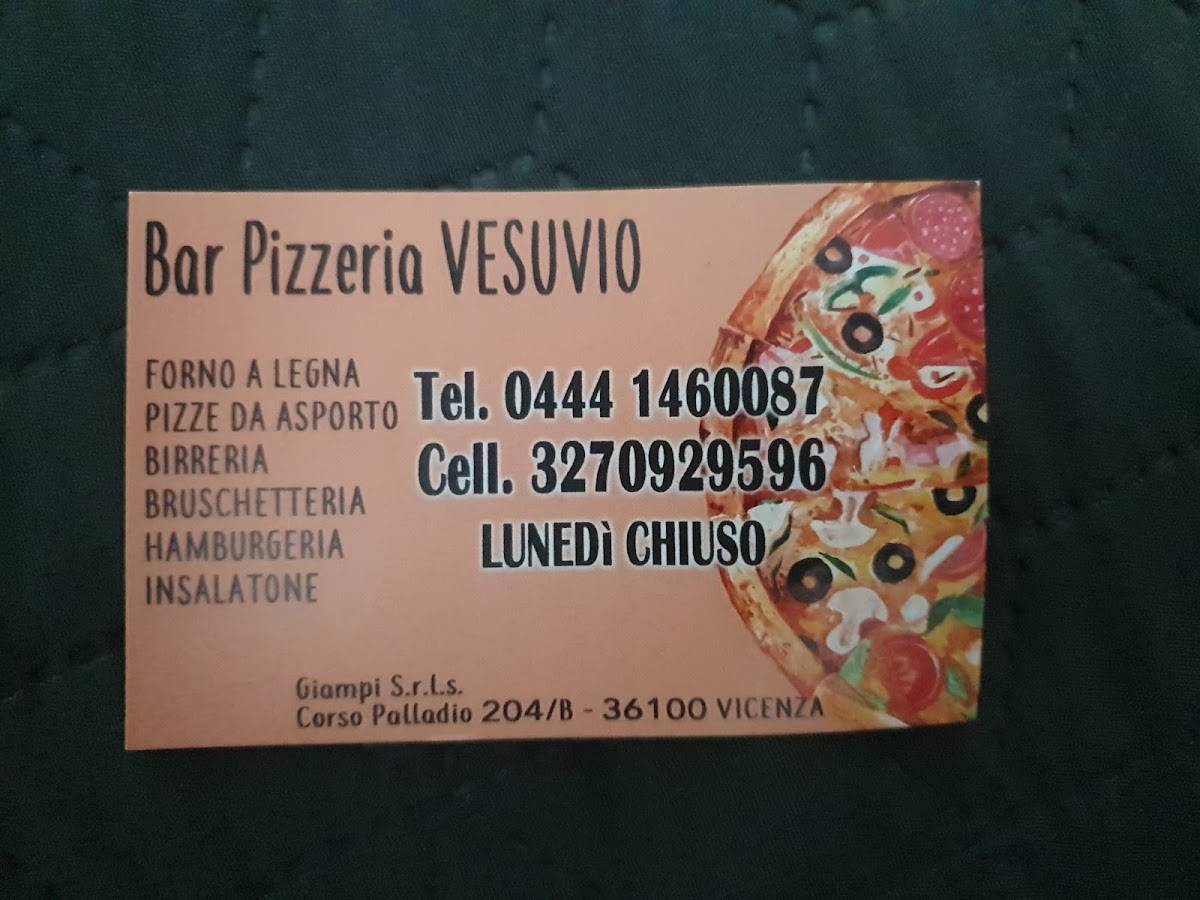 Bar Pizzeria VESUVIO
FORNO A LEGNA
PIZZE DA ASPORTO
BIRRERIA
BRUSCHETTERIA
HAMBURGERIA
INSALATONE
Tel. 0444 1460087
Cell. 3270929596
LUNEDì CHIUSO
Giampi S.r.L.s.
Corso Palladio 204/B - 36100 VICENZA